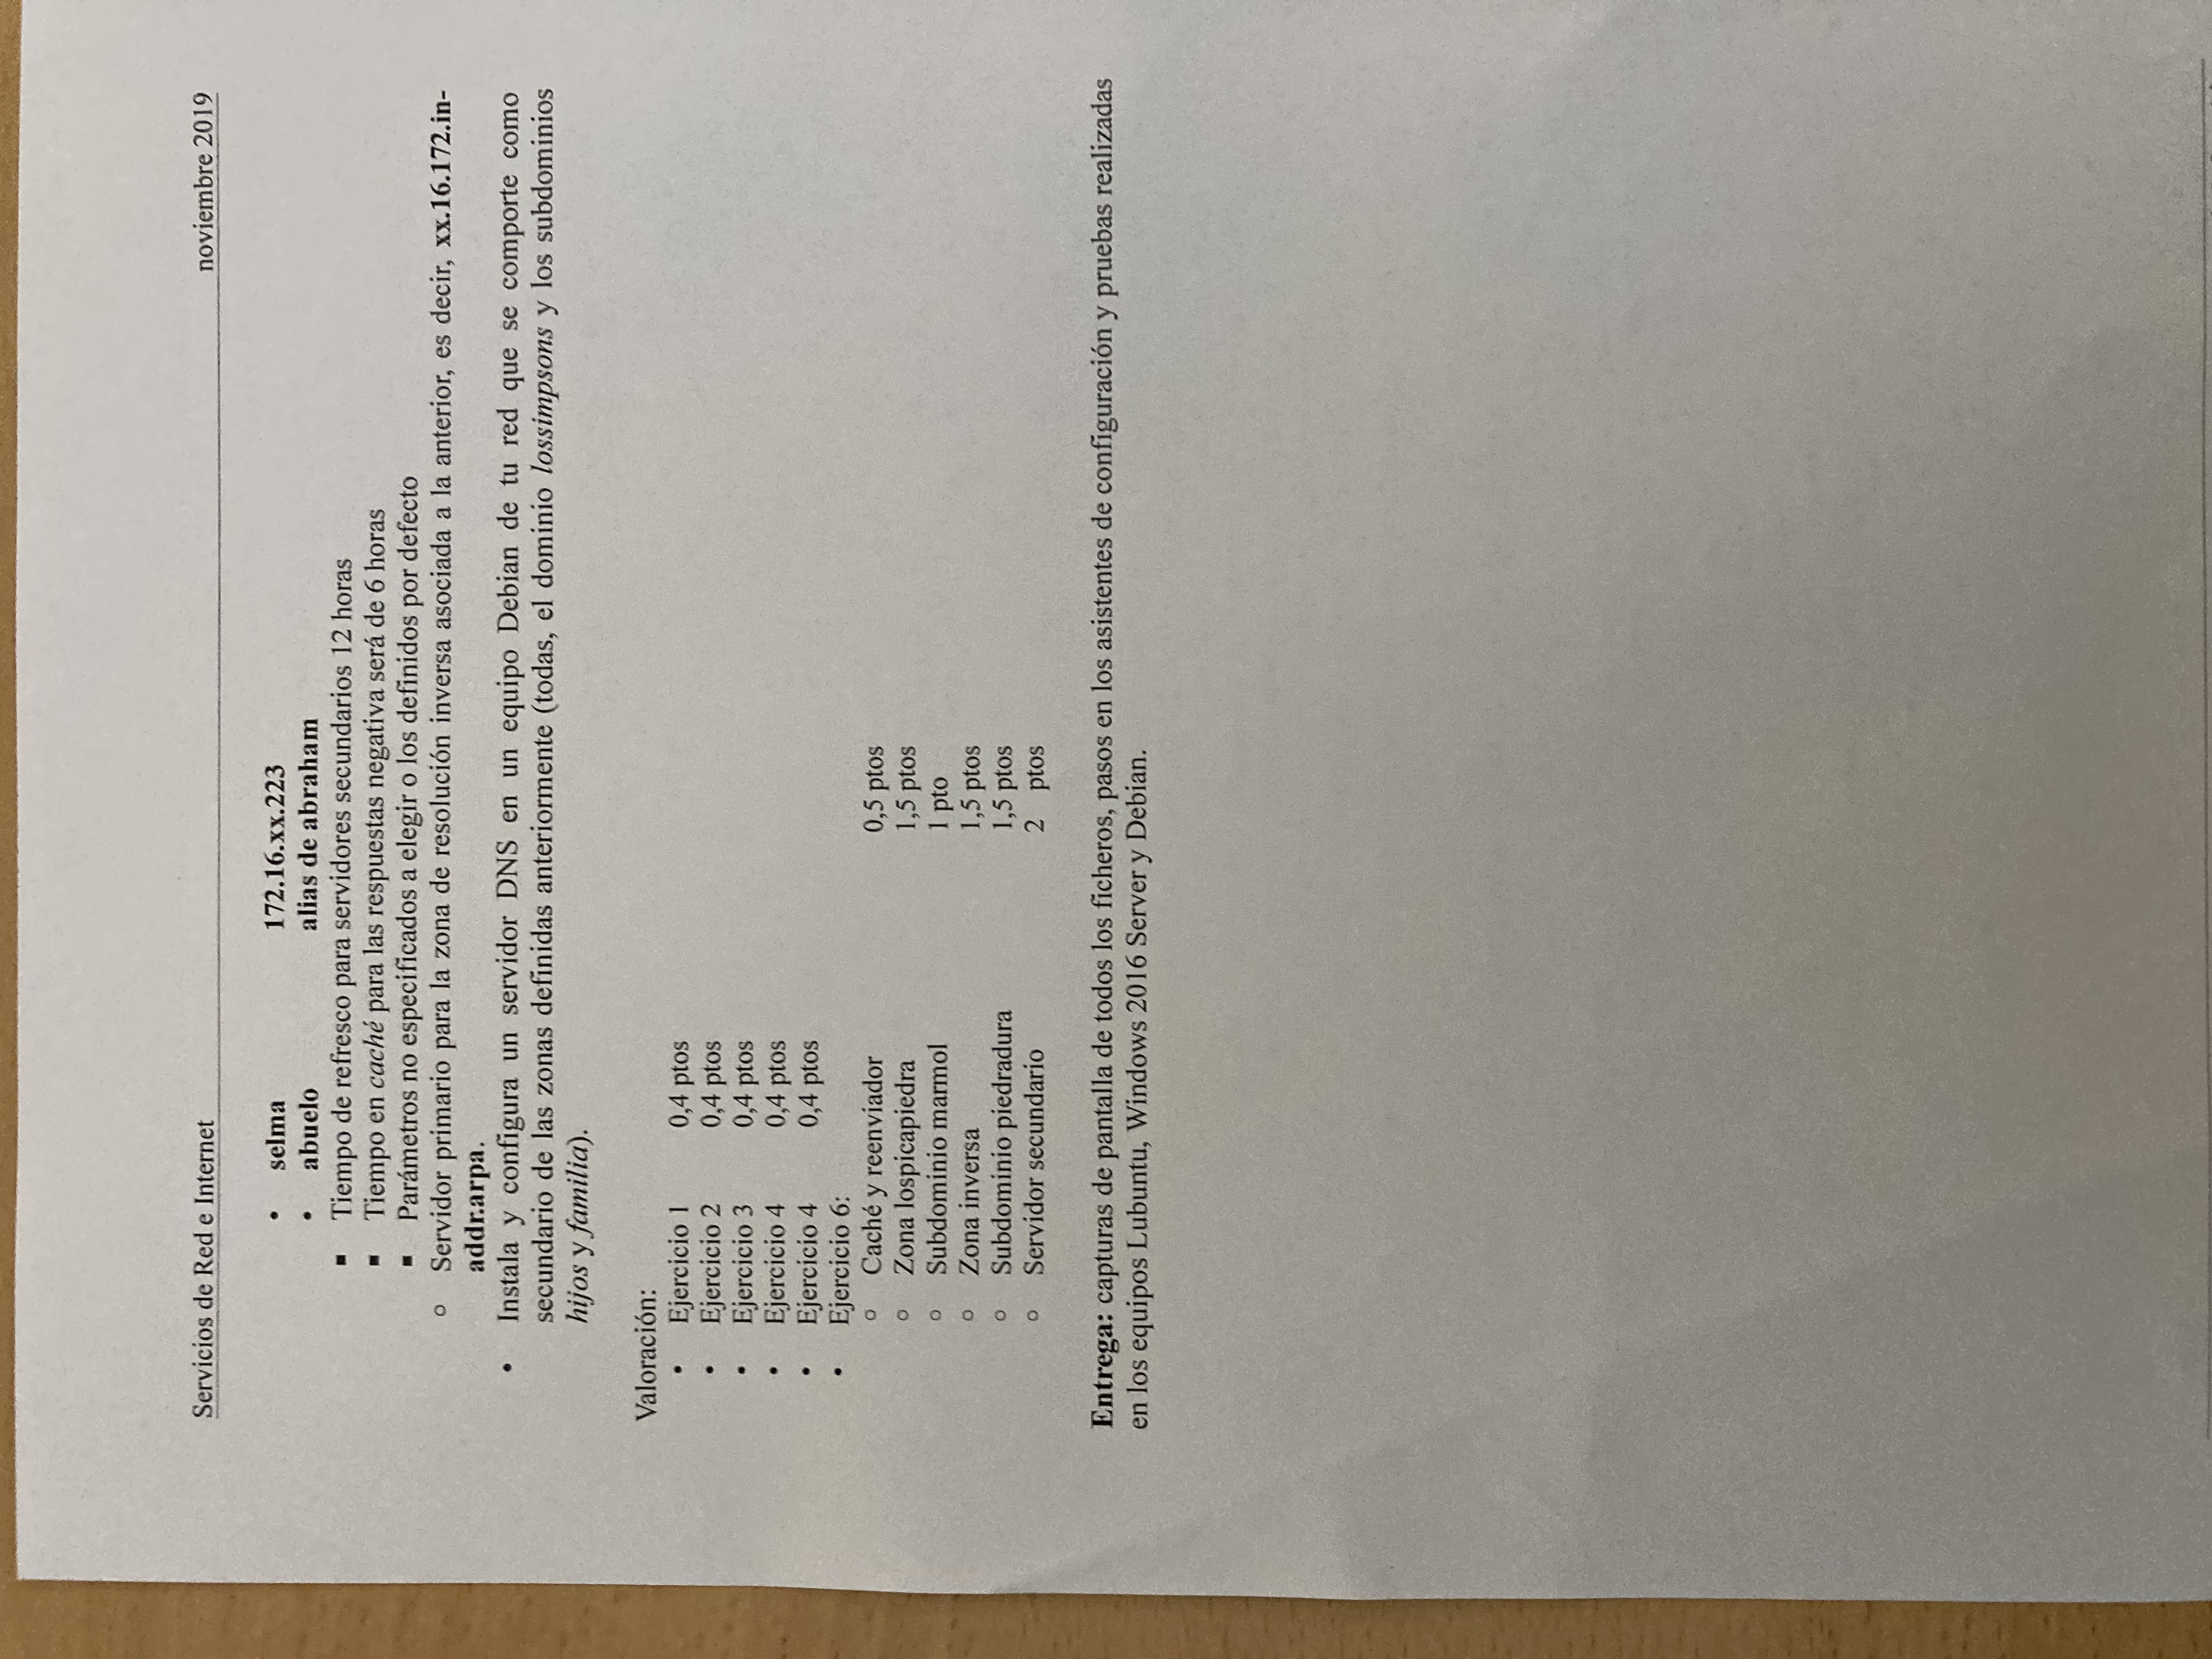 Servicios de Red e Internet noviembre 2019
• selma 172.16.xx.223
• abuelo alias de abraham
▪ Tiempo de refresco para servidores secundarios 12 horas
▪ Tiempo en caché para las respuestas negativa será de 6 horas
▪ Parámetros no especificados a elegir o los definidos por defecto
○ Servidor primario para la zona de resolución inversa asociada a la anterior, es decir, xx.16.172.in-
addr.arpa.
• Instala y configura un servidor DNS en un equipo Debian de tu red que se comporte como
secundario de las zonas definidas anteriormente (todas, el dominio lossimpsons y los subdominios
hijos y familia).
Valoración:
• Ejercicio 1 0,4 ptos
• Ejercicio 2 0,4 ptos
• Ejercicio 3 0,4 ptos
• Ejercicio 4 0,4 ptos
• Ejercicio 4 0,4 ptos
• Ejercicio 6:
○ Caché y reenviador 0,5 ptos
○ Zona lospicapiedra 1,5 ptos
○ Subdominio marmol 1 pto
○ Zona inversa 1,5 ptos
○ Subdominio piedradura 1,5 ptos
○ Servidor secundario 2 ptos
Entrega: capturas de pantalla de todos los ficheros, pasos en los asistentes de configuración y pruebas realizadas
en los equipos Lubuntu, Windows 2016 Server y Debian.